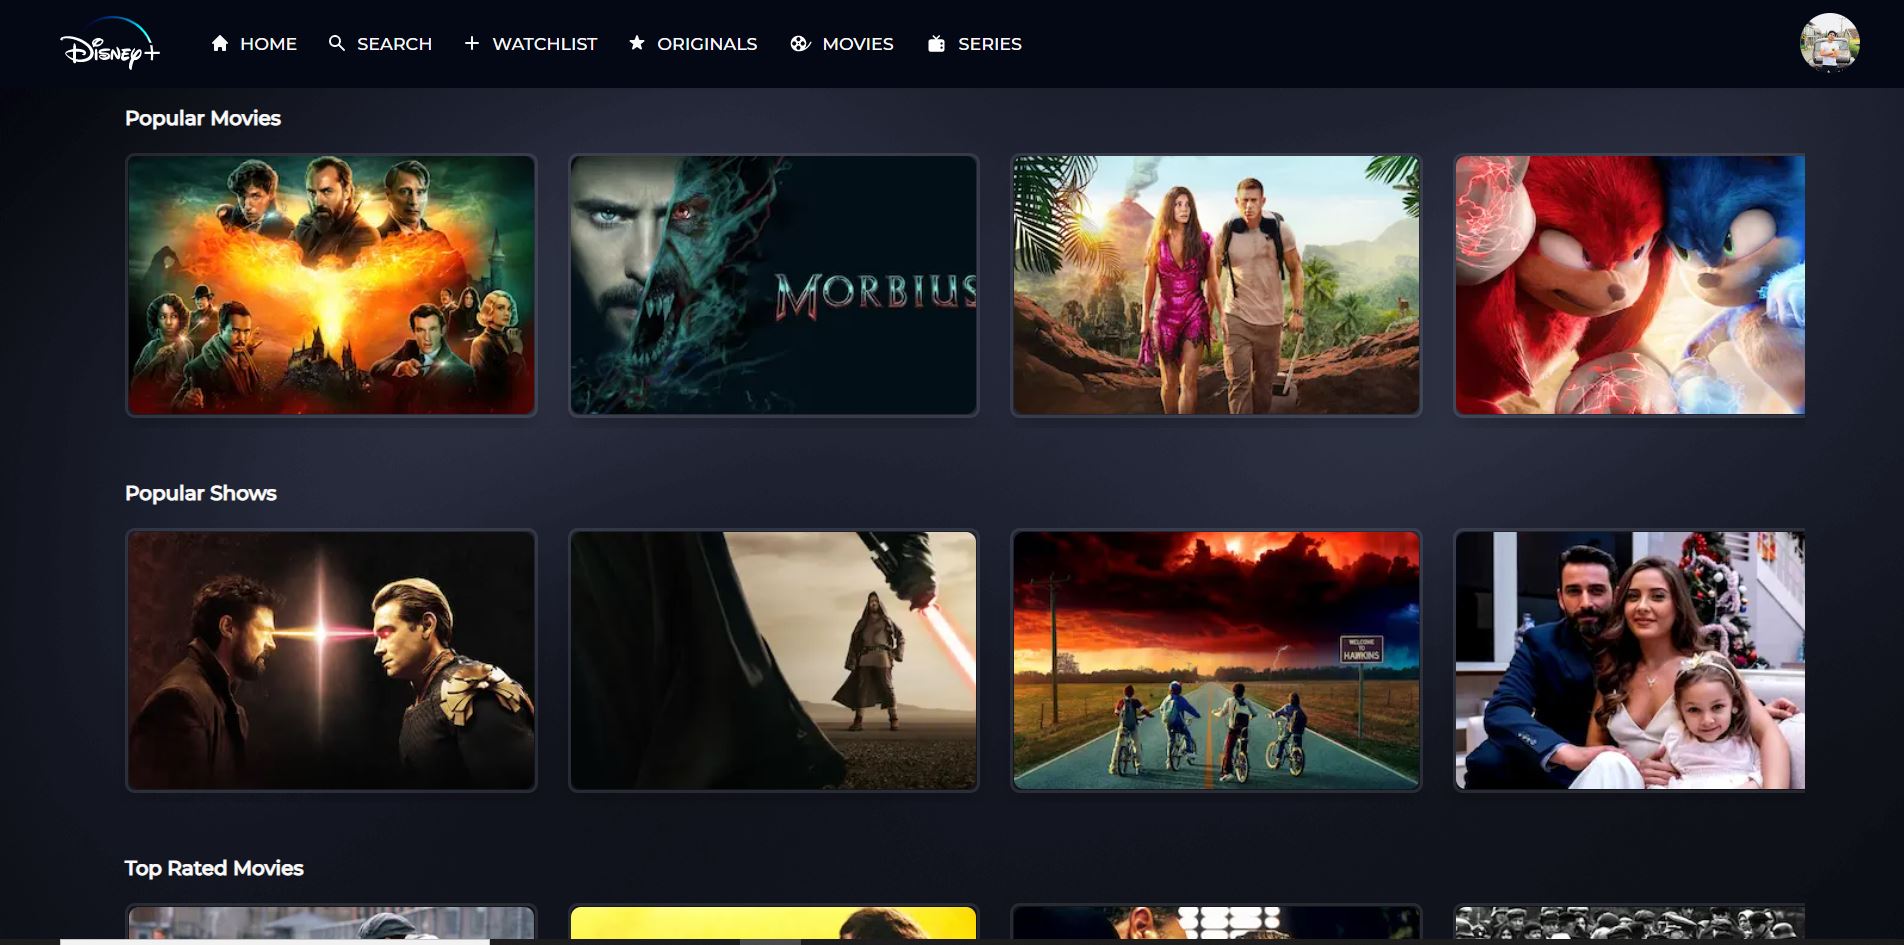 Disney+
HOME
SEARCH
WATCHLIST
ORIGINALS
MOVIES
SERIES
Popular Movies
MORBIUS
Popular Shows
WELCOME
TO
HAWKINS
Top Rated Movies